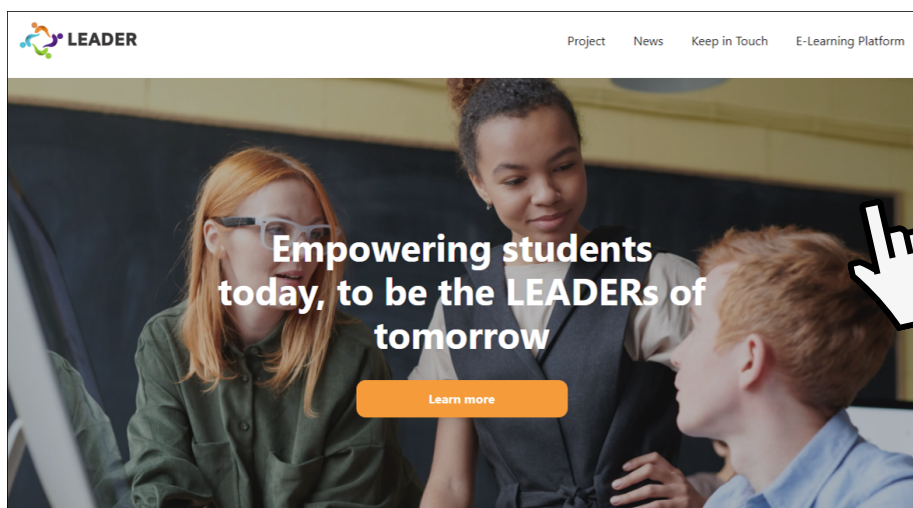 LEADER
Project News Keep in Touch E-Learning Platform
Empowering students
today, to be the LEADERs of
tomorrow
Learn more